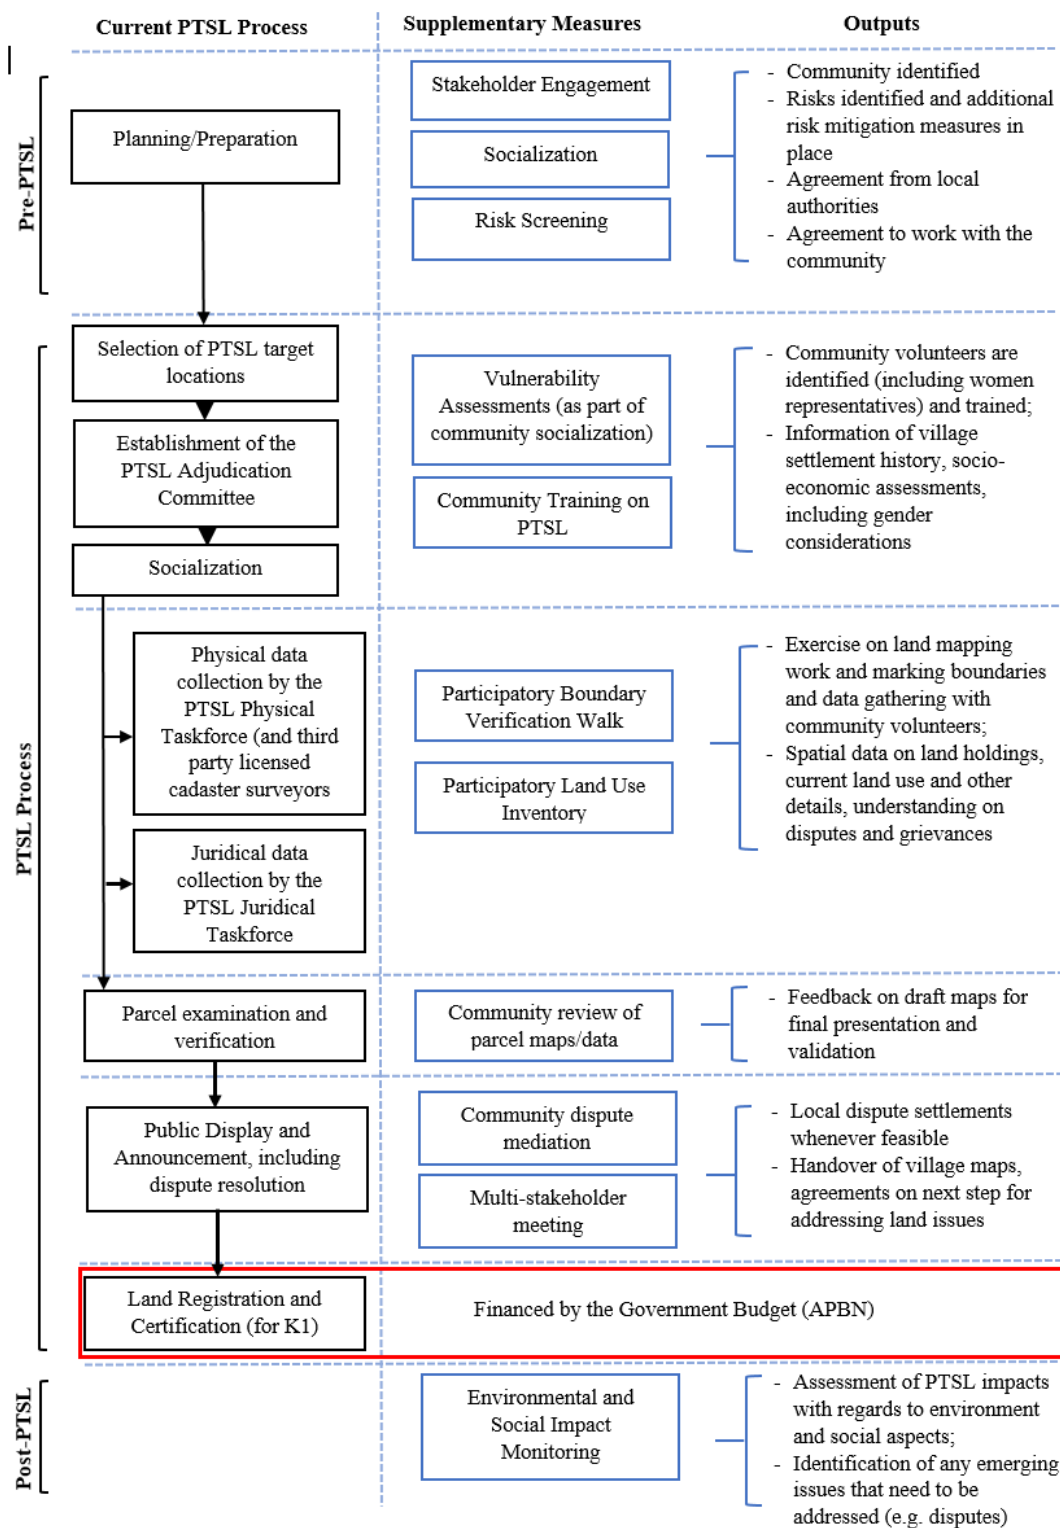 Current PTSL Process
Supplementary Measures
Outputs
Pre-PTSL
Planning/Preparation
Stakeholder Engagement
Socialization
Risk Screening
- Community identified
- Risks identified and additional
risk mitigation measures in
place
- Agreement from local
authorities
- Agreement to work with the
community
PTSL Process
Selection of PTSL target
locations
Establishment of the
PTSL Adjudication
Committee
Socialization
Vulnerability
Assessments (as part of
community socialization)
Community Training on
PTSL
- Community volunteers are
identified (including women
representatives) and trained;
- Information of village
settlement history, socio-
economic assessments,
including gender
considerations
Physical data
collection by the
PTSL Physical
Taskforce (and third
party licensed
cadaster surveyors
Juridical data
collection by the
PTSL Juridical
Taskforce
Participatory Boundary
Verification Walk
Participatory Land Use
Inventory
- Exercise on land mapping
work and marking boundaries
and data gathering with
community volunteers;
- Spatial data on land holdings,
current land use and other
details, understanding on
disputes and grievances
Parcel examination and
verification
Community review of
parcel maps/data
- Feedback on draft maps for
final presentation and
validation
Public Display and
Announcement, including
dispute resolution
Community dispute
mediation
Multi-stakeholder
meeting
- Local dispute settlements
whenever feasible
- Handover of village maps,
agreements on next step for
addressing land issues
Land Registration and
Certification (for K1)
Financed by the Government Budget (APBN)
Post-PTSL
Environmental and
Social Impact
Monitoring
- Assessment of PTSL impacts
with regards to environment
and social aspects;
- Identification of any emerging
issues that need to be
addressed (e.g. disputes)